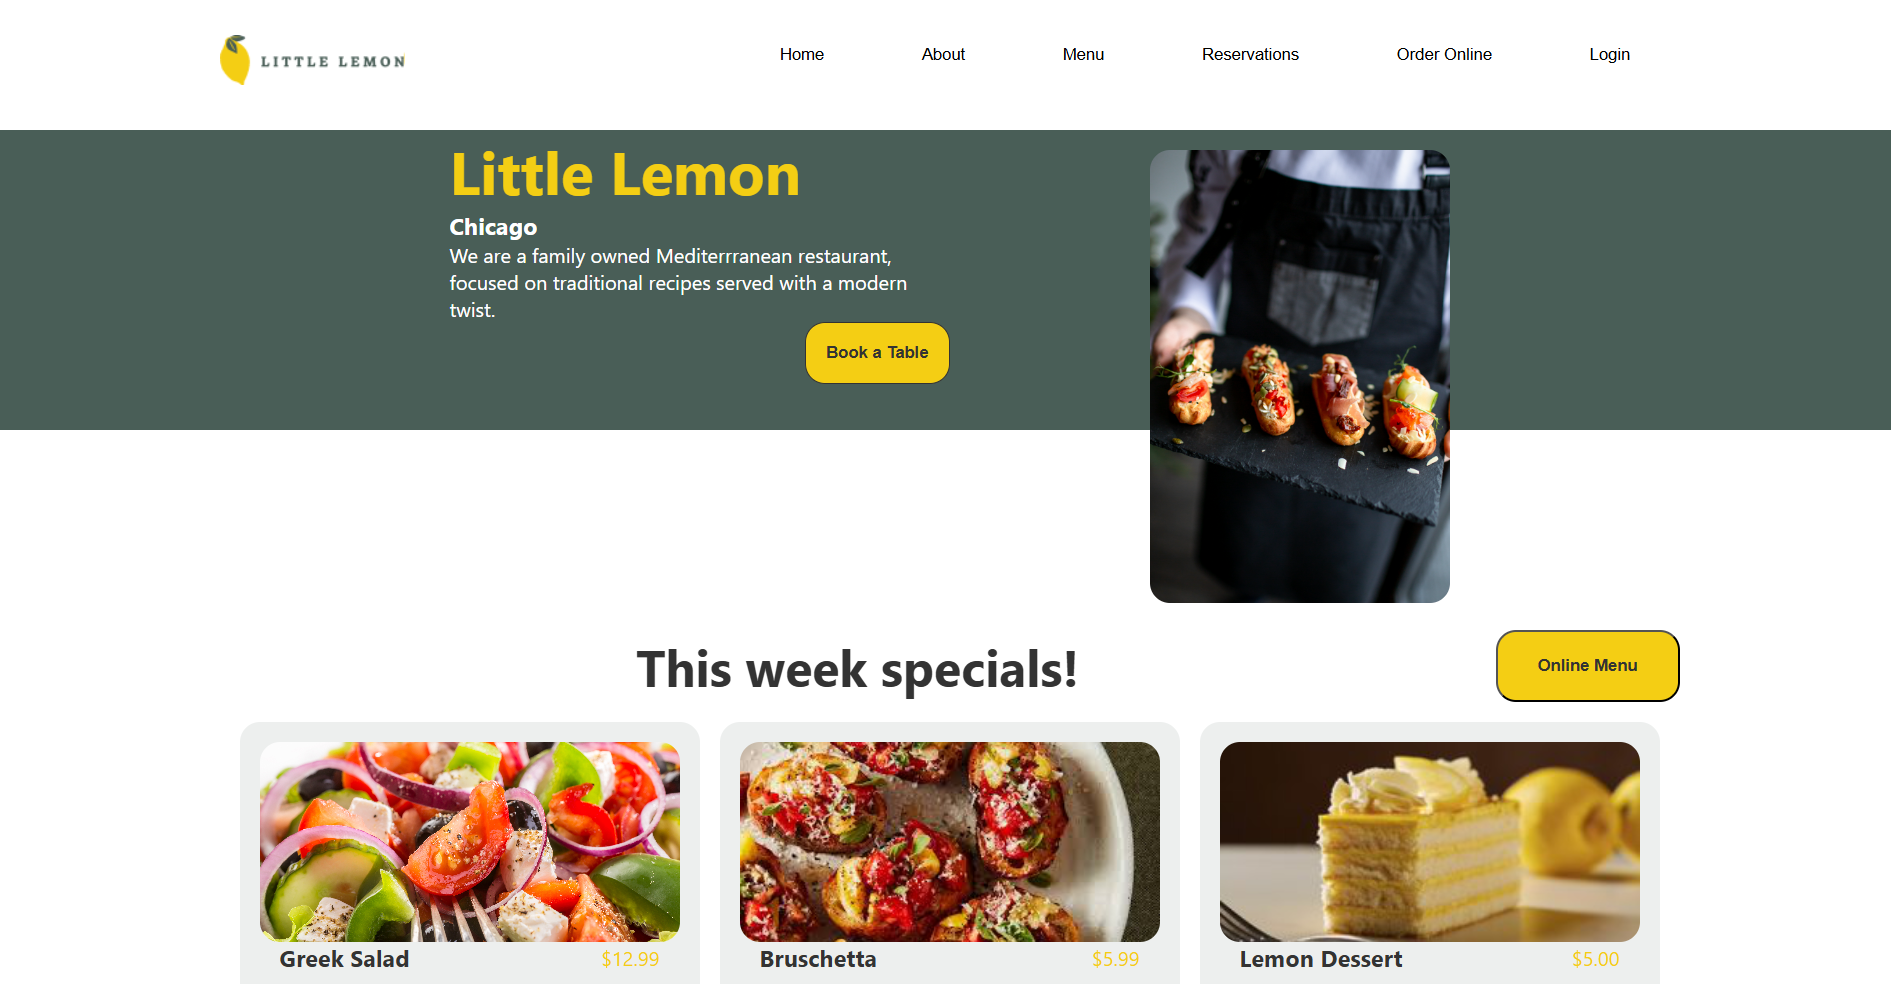 LITTLE LEMON
Home About Menu Reservations Order Online Login
Little Lemon
Chicago
We are a family owned Mediterrranean restaurant,
focused on traditional recipes served with a modern
twist.
Book a Table
This week specials!
Online Menu
Greek Salad $12.99
Bruschetta $5.99
Lemon Dessert $5.00